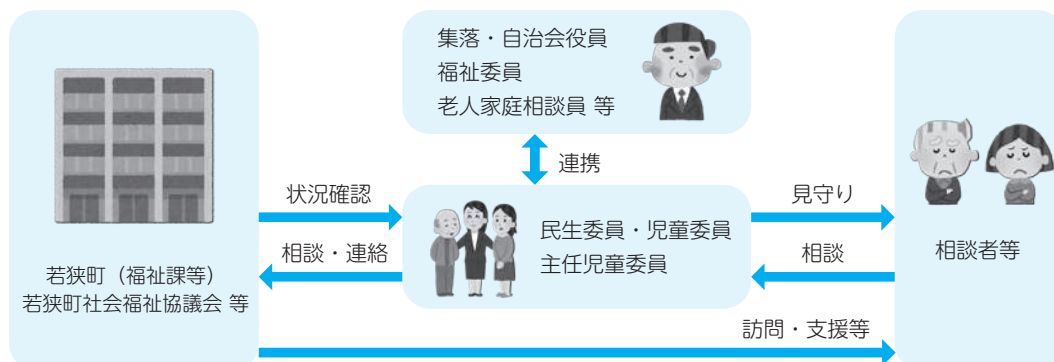 集落・自治会役員
福祉委員
老人家庭相談員 等
連携
状況確認
見守り
民生委員・児童委員
主任児童委員
相談・連絡
相談
若狭町（福祉課等）
若狭町社会福祉協議会 等
相談者等
訪問・支援等